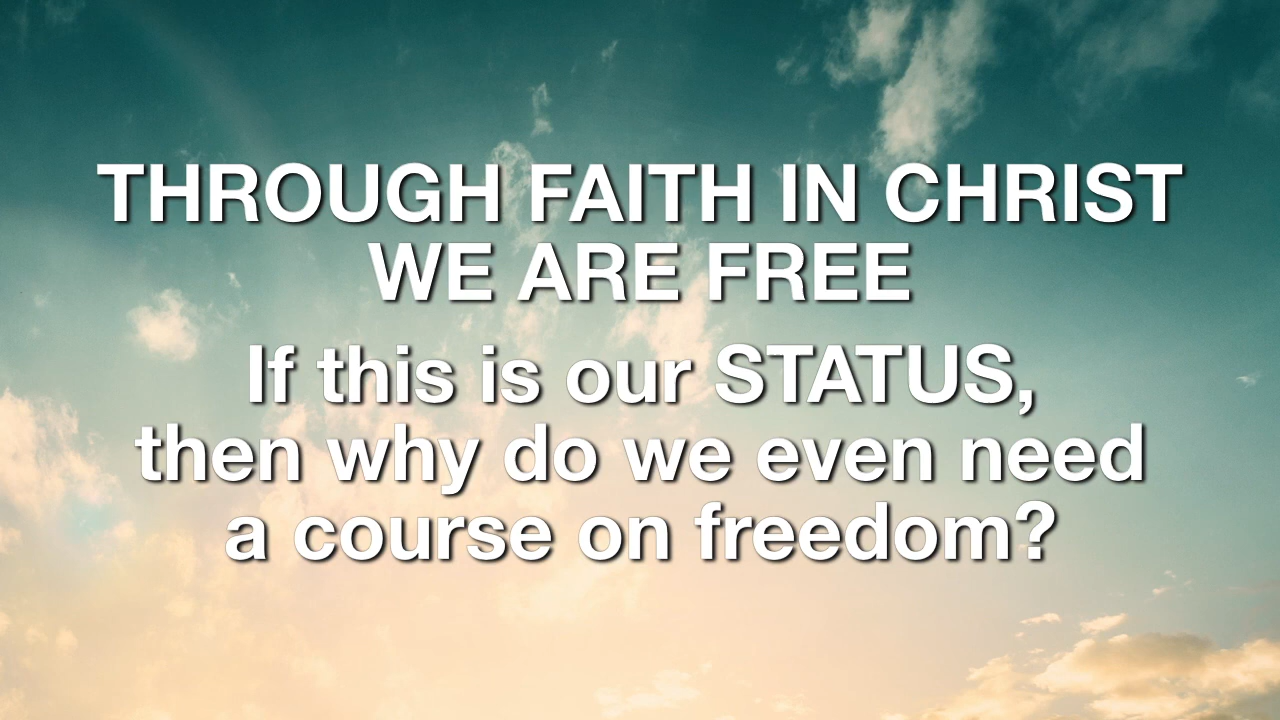 THROUGH FAITH IN CHRIST
WE ARE FREE
If this is our STATUS,
then why do we even need
a course on freedom?